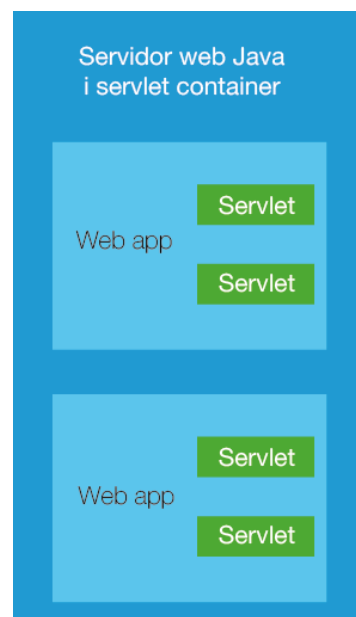 Servidor web Java
i servlet container
Servlet
Web app
Servlet
Servlet
Web app
Servlet